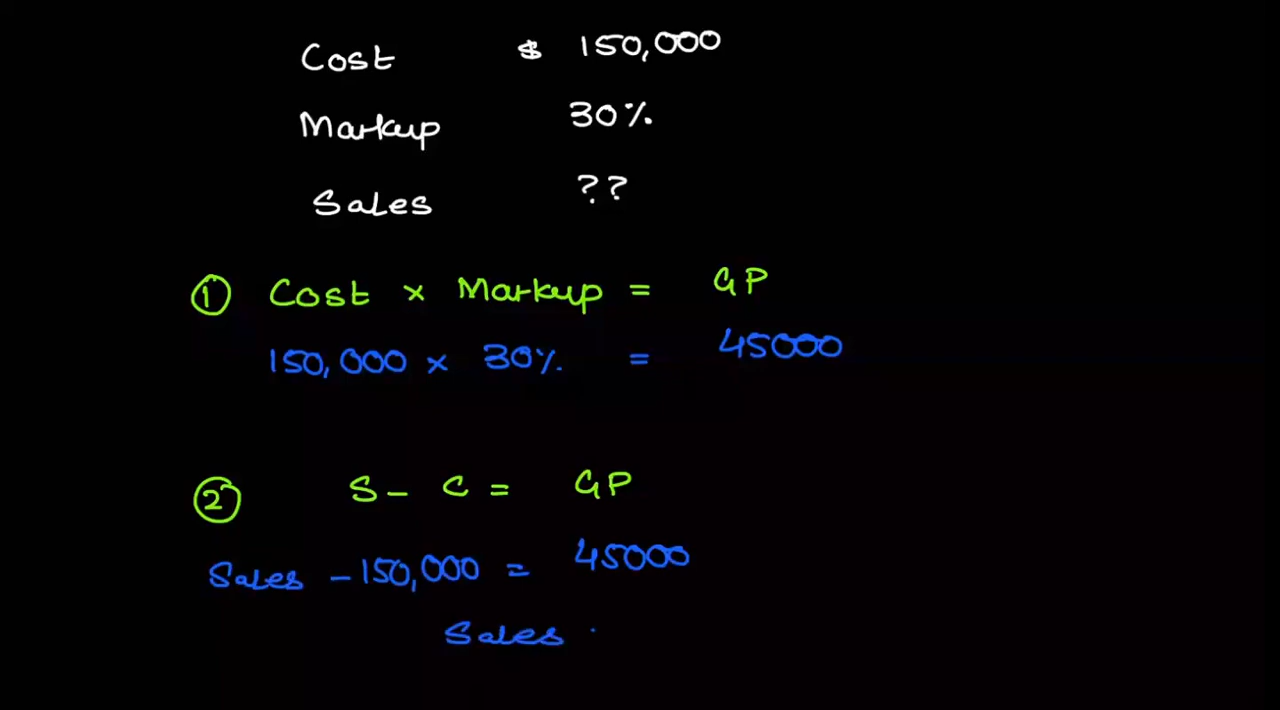 Cost $ 150,000
Markup 30%
Sales ??
① Cost × Markup = GP
150,000 × 30% = 45000
② S - C = GP
Sales - 150,000 = 45000
Sales